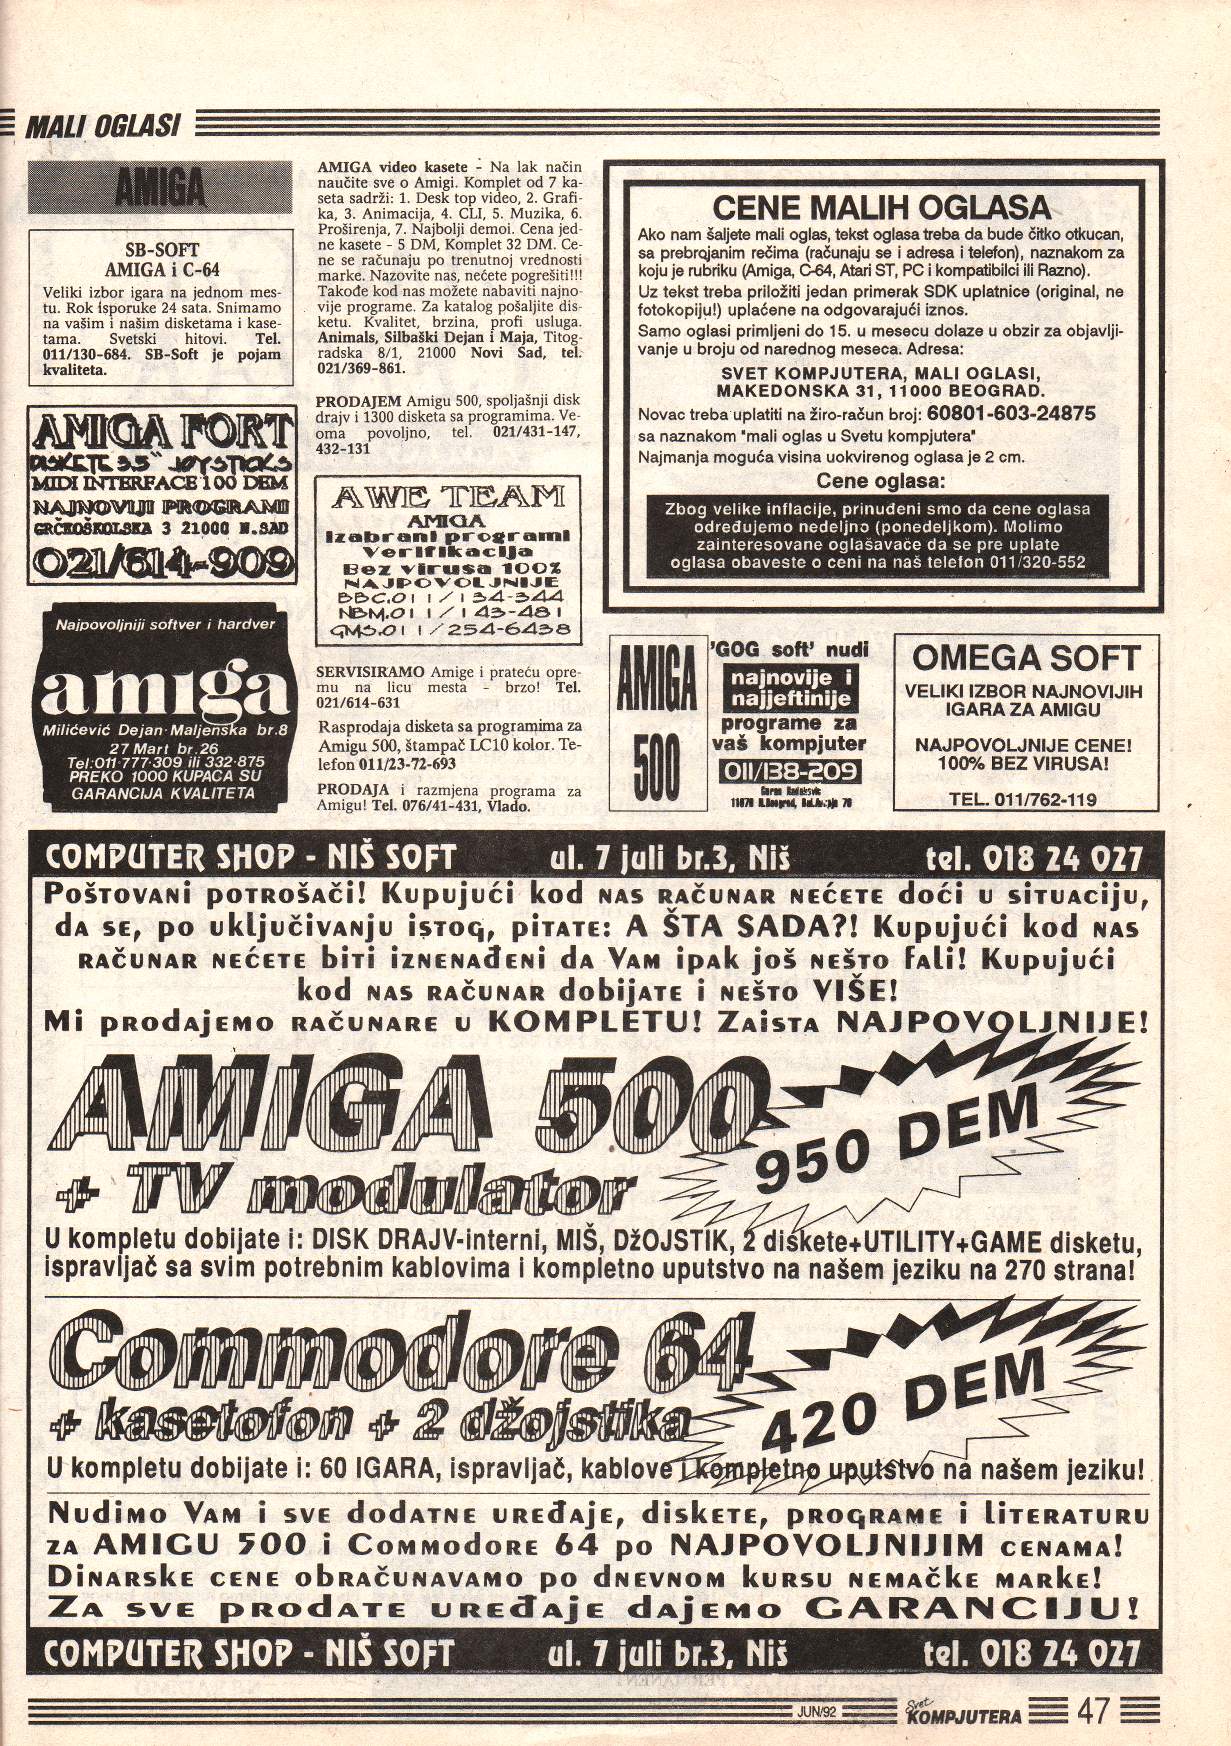 MALI OGLASI
AMIGA
SB-SOFT
AMIGA i C-64
Veliki izbor igara na jednom mes-
tu. Rok isporuke 24 sata. Snimamo
na vašim i našim disketama i kase-
tama. Svetski hitovi. Tel.
011/130-684. SB-Soft je pojam
kvaliteta.
AMIGA FORT
DISKETE 3.5" JOYSTICKS
MIDI INTERFACE 100 DEM
NAJNOVIJI PROGRAMI
GRČKOŠKOLSKA 3 21000 N.SAD
021/614-909
Najpovoljniji softver i hardver
amiga
Milićević Dejan-Maljenska br.8
27 Mart br.26
Tel:011-777-309 ili 332-875
PREKO 1000 KUPACA SU
GARANCIJA KVALITETA
AMIGA video kasete - Na lak način
naučite sve o Amigi. Komplet od 7 ka-
seta sadrži: 1. Desk top video, 2. Grafi-
ka, 3. Animacija, 4. CLI, 5. Muzika, 6.
Proširenja, 7. Najbolji demoi. Cena jed-
ne kasete - 5 DM, Komplet 32 DM. Ce-
ne se računaju po trenutnoj vrednosti
marke. Nazovite nas, nećete pogrešiti!!!
Takođe kod nas možete nabaviti najno-
vije programe. Za katalog pošaljite dis-
ketu. Kvalitet, brzina, profi usluga.
Animals, Silbaški Dejan i Maja, Titog-
radska 8/1, 21000 Novi Sad, tel.
021/369-861.
PRODAJEM Amigu 500, spoljašnji disk
drajv i 1300 disketa sa programima. Ve-
oma povoljno, tel. 021/431-147,
432-131
AWE TEAM
AMIGA
Izabrani programi
Verifikacija
Bez virusa 100%
NAJPOVOLJNIJE
BBC.011/134-344
NBM.011/143-481
GMS.011/254-6438
SERVISIRAMO Amige i prateću opre-
mu na licu mesta - brzo! Tel.
021/614-631
Rasprodaja disketa sa programima za
Amigu 500, štampač LC10 kolor. Te-
lefon 011/23-72-693
PRODAJA i razmjena programa za
Amigu! Tel. 076/41-431, Vlado.
CENE MALIH OGLASA
Ako nam šaljete mali oglas, tekst oglasa treba da bude čitko otkucan,
sa prebrojanim rečima (računaju se i adresa i telefon), naznakom za
koju je rubriku (Amiga, C-64, Atari ST, PC i kompatibilci ili Razno).
Uz tekst treba priložiti jedan primerak SDK uplatnice (original, ne
fotokopiju!) uplaćene na odgovarajući iznos.
Samo oglasi primljeni do 15. u mesecu dolaze u obzir za objavlji-
vanje u broju od narednog meseca. Adresa:
SVET KOMPJUTERA, MALI OGLASI,
MAKEDONSKA 31, 11000 BEOGRAD.
Novac treba uplatiti na žiro-račun broj: 60801-603-24875
sa naznakom "mali oglas u Svetu kompjutera"
Najmanja moguća visina uokvirenog oglasa je 2 cm.
Cene oglasa:
Zbog velike inflacije, prinuđeni smo da cene oglasa
određujemo nedeljno (ponedeljkom). Molimo
zainteresovane oglašavače da se pre uplate
oglasa obaveste o ceni na naš telefon 011/320-552
AMIGA
500
'GOG soft' nudi
najnovije i
najjeftinije
programe za
vaš kompjuter
011/138-209
OMEGA SOFT
VELIKI IZBOR NAJNOVIJIH
IGARA ZA AMIGU
NAJPOVOLJNIJE CENE!
100% BEZ VIRUSA!
TEL. 011/762-119
COMPUTER SHOP - NIŠ SOFT ul. 7 juli br.3, Niš tel. 018 24 027
Poštovani potrošači! Kupujući kod nas računar nećete doći u situaciju,
da se, po uključivanju istog, pitate: A ŠTA SADA?! Kupujući kod nas
računar nećete biti iznenađeni da Vam ipak još nešto fali! Kupujući
kod nas računar dobijate i nešto VIŠE!
Mi prodajemo računare u KOMPLETU! Zaista NAJPOVOLJNIJE!
AMIGA 500
950 DEM
+ TV modulator
U kompletu dobijate i: DISK DRAJV-interni, MIŠ, DŽOJSTIK, 2 diskete+UTILITY+GAME disketu,
ispravljač sa svim potrebnim kablovima i kompletno uputstvo na našem jeziku na 270 strana!
Commodore 64
420 DEM
+ kasetofon + 2 džojstika
U kompletu dobijate i: 60 IGARA, ispravljač, kablove i kompletno uputstvo na našem jeziku!
Nudimo Vam i sve dodatne uređaje, diskete, programe i literaturu
za AMIGU 500 i Commodore 64 po NAJPOVOLJNIJIM cenama!
Dinarske cene obračunavamo po dnevnom kursu nemačke marke!
Za sve prodate uređaje dajemo GARANCIJU!
COMPUTER SHOP - NIŠ SOFT ul. 7 juli br.3, Niš tel. 018 24 027
JUN/92 Svet KOMPJUTERA 47